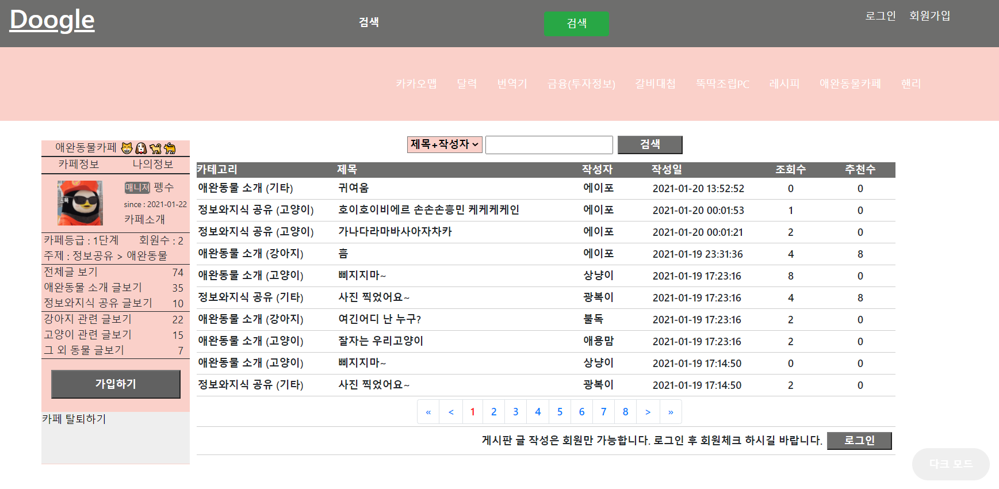 Doogle 검색 검색 로그인 회원가입
카카오맵 달력 번역기 금융(투자정보) 갈비대첩 뚝딱조립PC 레시피 애완동물카페 핸리
애완동물카페
카페정보 나의정보
매니져 펭수
since : 2021-01-22
카페소개
카페등급 : 1단계 회원수 : 2
주제 : 정보공유 > 애완동물
전체글 보기 74
애완동물 소개 글보기 35
정보와지식 공유 글보기 10
강아지 관련 글보기 22
고양이 관련 글보기 15
그 외 동물 글보기 7
가입하기
카페 탈퇴하기
제목+작성자 검색
카테고리 제목 작성자 작성일 조회수 추천수
애완동물 소개 (기타) 귀여움 에이포 2021-01-20 13:52:52 0 0
정보와지식 공유 (고양이) 호이호이비에르 손손손흥민 케케케케인 에이포 2021-01-20 00:01:53 1 0
정보와지식 공유 (고양이) 가나다라마바사아자차카 에이포 2021-01-20 00:01:21 2 0
애완동물 소개 (강아지) 흠 에이포 2021-01-19 23:31:36 4 8
애완동물 소개 (고양이) 삐지지마~ 상냥이 2021-01-19 17:23:16 8 0
정보와지식 공유 (기타) 사진 찍었어요~ 광복이 2021-01-19 17:23:16 4 8
애완동물 소개 (강아지) 여긴어디 난 누구? 불독 2021-01-19 17:23:16 2 0
애완동물 소개 (고양이) 잘자는 우리고양이 애용맘 2021-01-19 17:23:16 2 0
애완동물 소개 (고양이) 삐지지마~ 상냥이 2021-01-19 17:14:50 0 0
정보와지식 공유 (기타) 사진 찍었어요~ 광복이 2021-01-19 17:14:50 2 0
« < 1 2 3 4 5 6 7 8 > »
게시판 글 작성은 회원만 가능합니다. 로그인 후 회원체크 하시길 바랍니다. 로그인
다크 모드